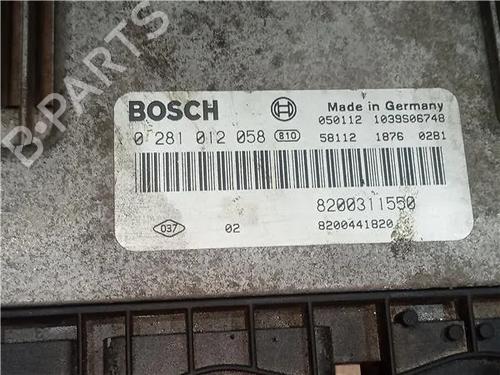 B-PARTS
BOSCH
Made in Germany
050112 1039S06748
0 281 012 058 810
58112 1876 0281
8200311550
037 02 8200441820